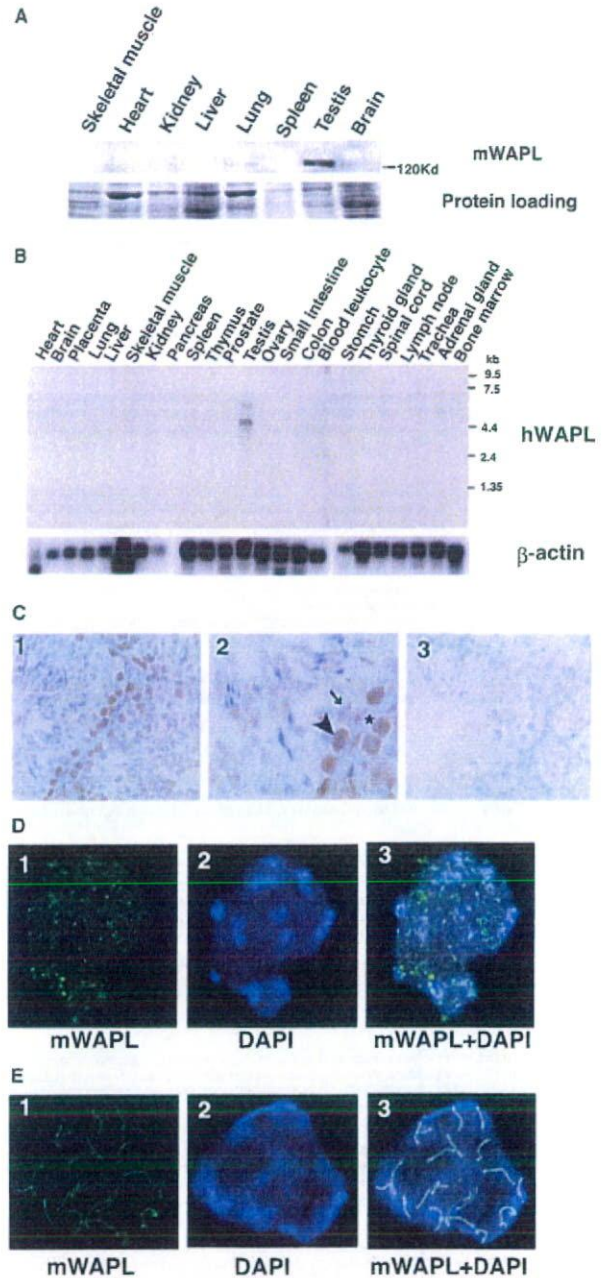 A
Skeletal muscle
Heart
Kidney
Liver
Lung
Spleen
Testis
Brain
mWAPL
120Kd
Protein loading
B
Heart
Brain
Placenta
Lung
Liver
Skeletal muscle
Kidney
Pancreas
Spleen
Thymus
Prostate
Testis
Ovary
Small intestine
Colon
Blood leukocyte
Stomch
Thyroid gland
Spinal cord
Lymph node
Trachea
Adrenal gland
Bone marrow
kb
9.5
7.5
4.4
2.4
1.35
hWAPL
β-actin
C
1
2
3
D
1
2
3
mWAPL
DAPI
mWAPL+DAPI
E
1
2
3
mWAPL
DAPI
mWAPL+DAPI